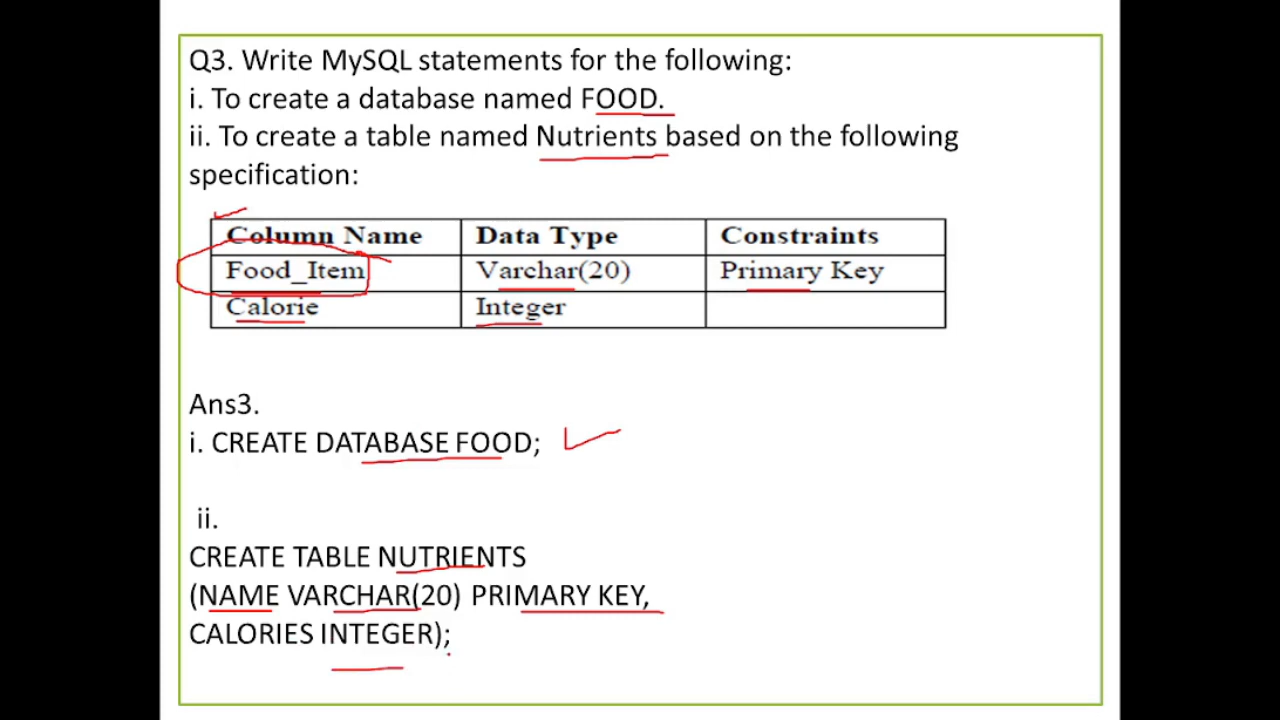 Q3. Write MySQL statements for the following:
i. To create a database named FOOD.
ii. To create a table named Nutrients based on the following
specification:
Column Name Data Type Constraints
Food_Item Varchar(20) Primary Key
Calorie Integer
Ans3.
i. CREATE DATABASE FOOD;
ii.
CREATE TABLE NUTRIENTS
(NAME VARCHAR(20) PRIMARY KEY,
CALORIES INTEGER);